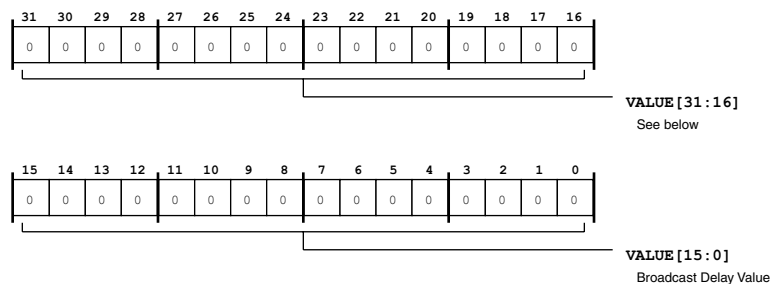 31 30 29 28 27 26 25 24 23 22 21 20 19 18 17 16
0 0 0 0 0 0 0 0 0 0 0 0 0 0 0 0
VALUE[31:16]
See below
15 14 13 12 11 10 9 8 7 6 5 4 3 2 1 0
0 0 0 0 0 0 0 0 0 0 0 0 0 0 0 0
VALUE[15:0]
Broadcast Delay Value